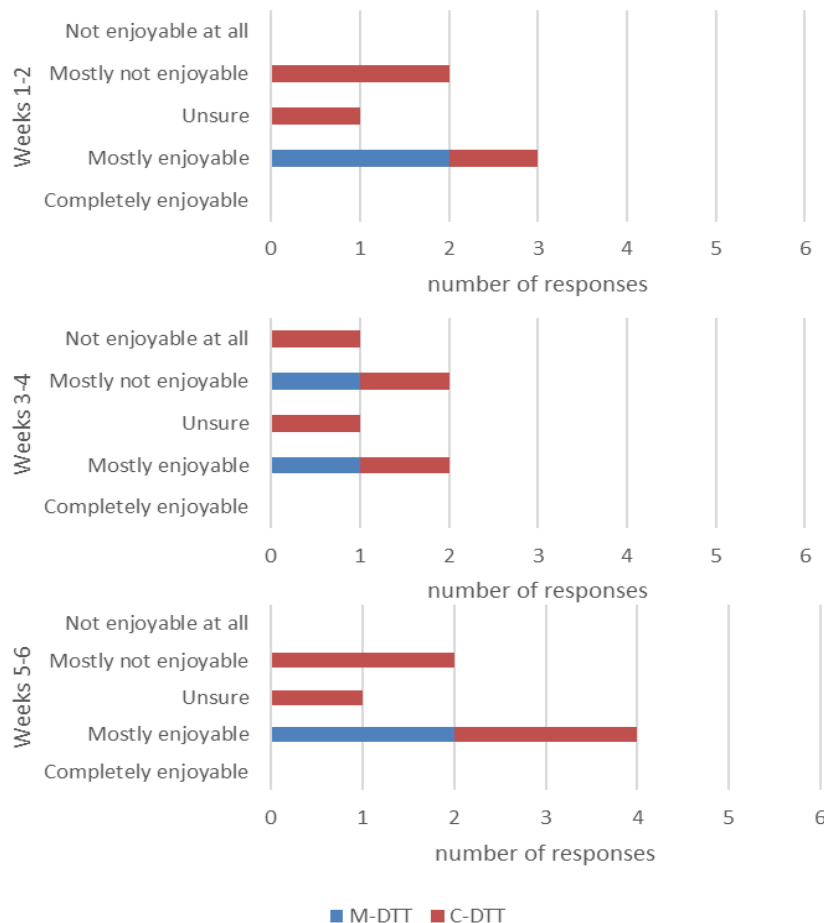 Weeks 1-2
Not enjoyable at all
Mostly not enjoyable
Unsure
Mostly enjoyable
Completely enjoyable
0 1 2 3 4 5 6
number of responses
Weeks 3-4
Not enjoyable at all
Mostly not enjoyable
Unsure
Mostly enjoyable
Completely enjoyable
0 1 2 3 4 5 6
number of responses
Weeks 5-6
Not enjoyable at all
Mostly not enjoyable
Unsure
Mostly enjoyable
Completely enjoyable
0 1 2 3 4 5 6
number of responses
M-DTT C-DTT